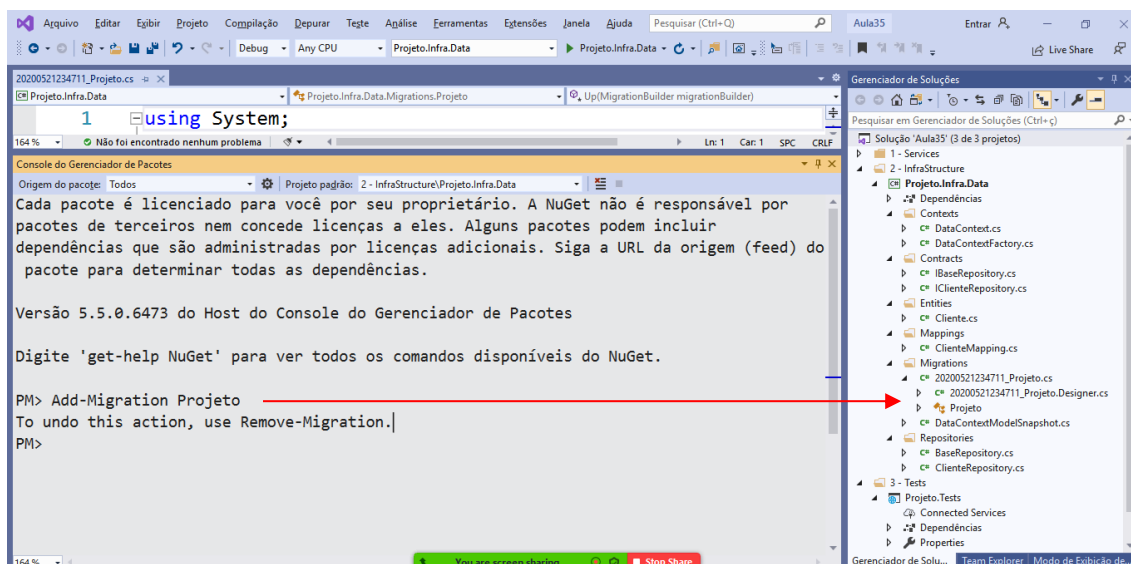 Arquivo Editar Exibir Projeto Compilação Depurar Teste Análise Ferramentas Extensões Janela Ajuda Pesquisar (Ctrl+Q) Aula35 Entrar
Debug Any CPU Projeto.Infra.Data Projeto.Infra.Data Live Share
20200521234711_Projeto.cs
Projeto.Infra.Data Projeto.Infra.Data.Migrations.Projeto Up(MigrationBuilder migrationBuilder)
1 using System;
164 % Não foi encontrado nenhum problema Ln: 1 Car: 1 SPC CRLF
Console do Gerenciador de Pacotes
Origem do pacote: Todos Projeto padrão: 2 - InfraStructure\Projeto.Infra.Data
Cada pacote é licenciado para você por seu proprietário. A NuGet não é responsável por
pacotes de terceiros nem concede licenças a eles. Alguns pacotes podem incluir
dependências que são administradas por licenças adicionais. Siga a URL da origem (feed) do
pacote para determinar todas as dependências.
Versão 5.5.0.6473 do Host do Console do Gerenciador de Pacotes
Digite 'get-help NuGet' para ver todos os comandos disponíveis do NuGet.
PM> Add-Migration Projeto
To undo this action, use Remove-Migration.
PM>
164 %
You are screen sharing Stop Share
Gerenciador de Soluções
Pesquisar em Gerenciador de Soluções (Ctrl+ç)
Solução 'Aula35' (3 de 3 projetos)
1 - Services
2 - InfraStructure
Projeto.Infra.Data
Dependências
Contexts
DataContext.cs
DataContextFactory.cs
Contracts
IBaseRepository.cs
IClienteRepository.cs
Entities
Cliente.cs
Mappings
ClienteMapping.cs
Migrations
20200521234711_Projeto.cs
20200521234711_Projeto.Designer.cs
Projeto
DataContextModelSnapshot.cs
Repositories
BaseRepository.cs
ClienteRepository.cs
3 - Tests
Projeto.Tests
Connected Services
Dependências
Properties
Gerenciador de Solu... Team Explorer Modo de Exibição de...